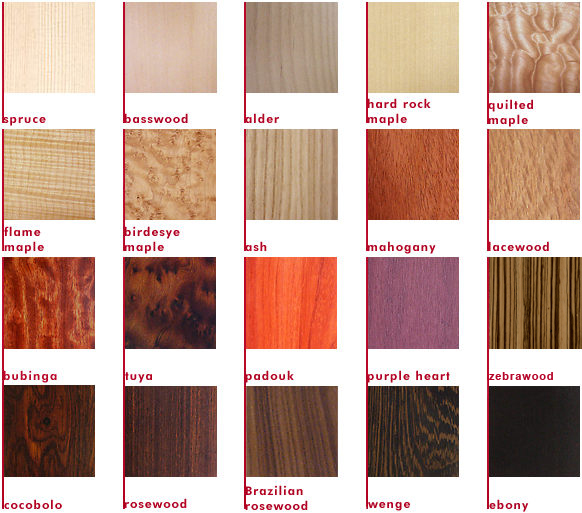 spruce
basswood
alder
hard rock
maple
quilted
maple
flame
maple
birdesye
maple
ash
mahogany
lacewood
bubinga
tuya
padouk
purple heart
zebrawood
cocobolo
rosewood
Brazilian
rosewood
wenge
ebony